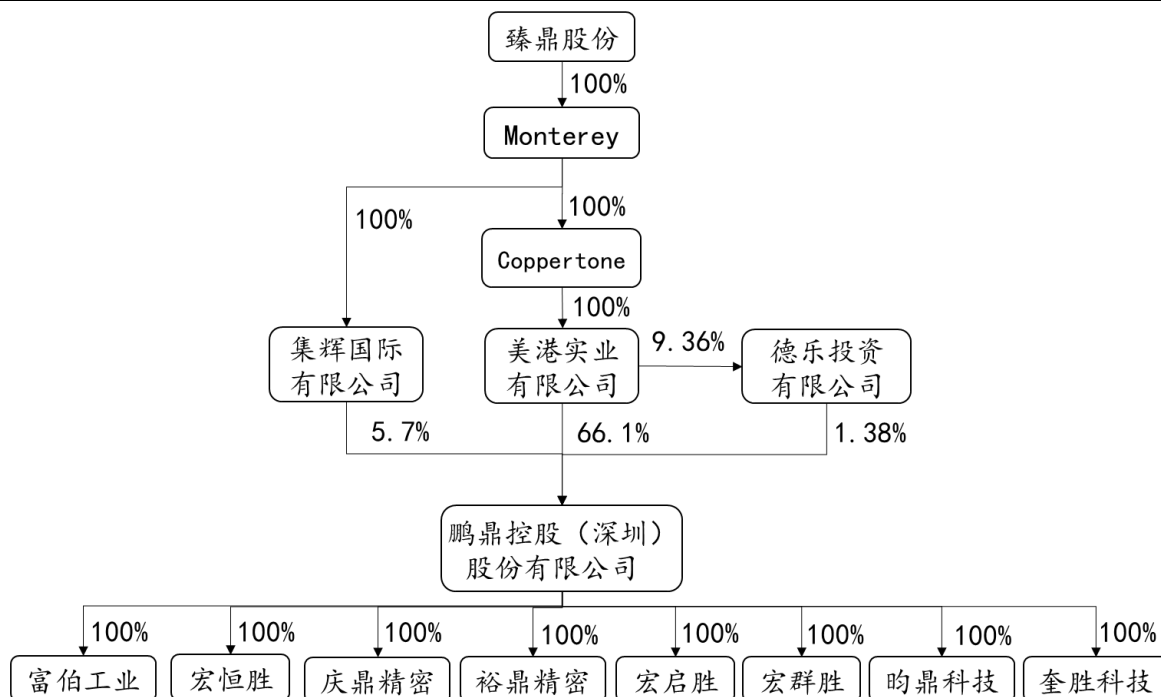 臻鼎股份
100%
Monterey
100%
100%
Coppertone
100%
集辉国际
有限公司
美港实业
有限公司
9.36%
德乐投资
有限公司
5.7%
66.1%
1.38%
鹏鼎控股（深圳）
股份有限公司
100%
100%
100%
100%
100%
100%
100%
100%
富伯工业
宏恒胜
庆鼎精密
裕鼎精密
宏启胜
宏群胜
昀鼎科技
奎胜科技